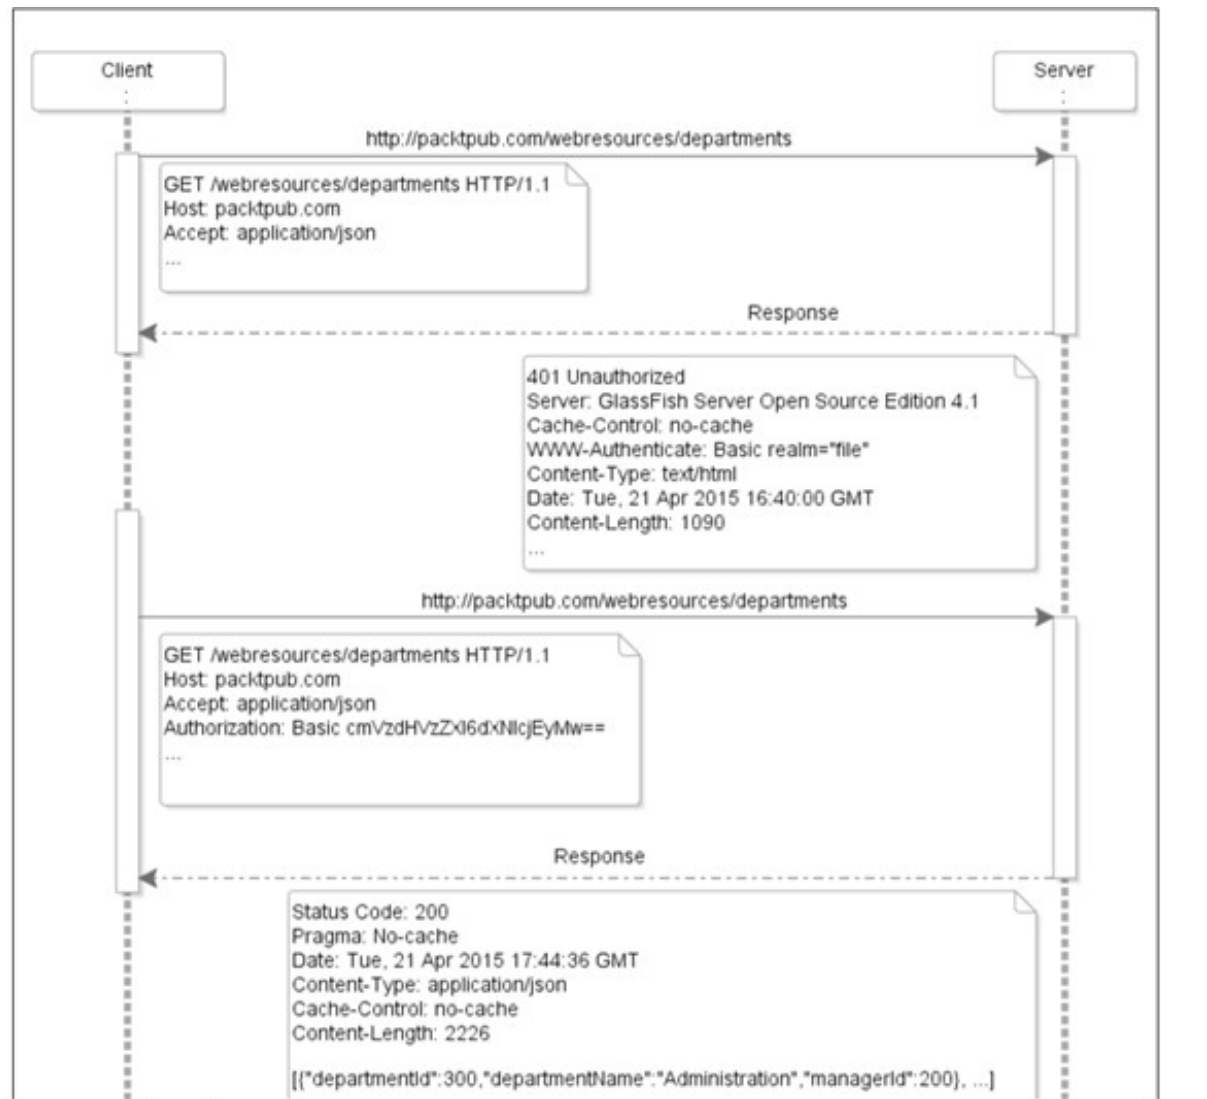 Client
Server
http://packtpub.com/webresources/departments
GET /webresources/departments HTTP/1.1
Host: packtpub.com
Accept: application/json
...
Response
401 Unauthorized
Server: GlassFish Server Open Source Edition 4.1
Cache-Control: no-cache
WWW-Authenticate: Basic realm="file"
Content-Type: text/html
Date: Tue, 21 Apr 2015 16:40:00 GMT
Content-Length: 1090
...
http://packtpub.com/webresources/departments
GET /webresources/departments HTTP/1.1
Host: packtpub.com
Accept: application/json
Authorization: Basic cmVzdHVzZXI6dXNlcjEyMw==
...
Response
Status Code: 200
Pragma: No-cache
Date: Tue, 21 Apr 2015 17:44:36 GMT
Content-Type: application/json
Cache-Control: no-cache
Content-Length: 2226
[{"departmentId":300,"departmentName":"Administration","managerId":200}, ...]